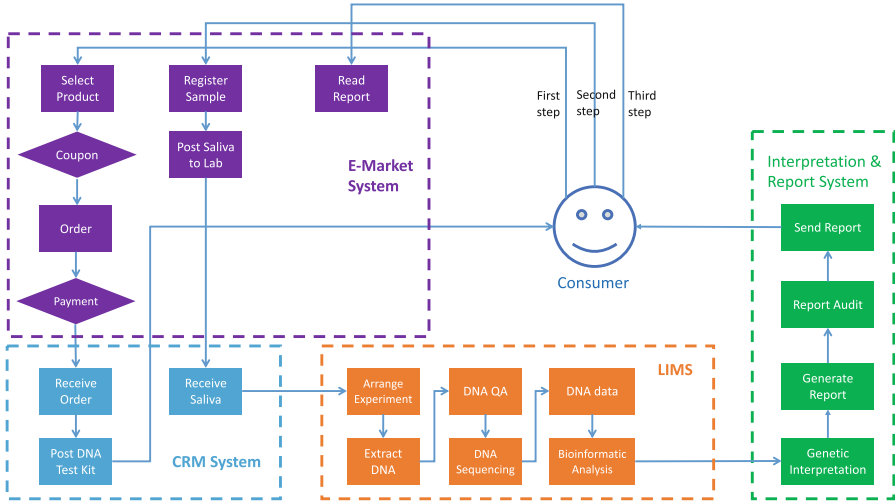 Select
Product
Register
Sample
Read
Report
First
step
Second
step
Third
step
Coupon
Post Saliva
to Lab
E-Market
System
Order
Payment
Consumer
Interpretation &
Report System
Send Report
Report Audit
Generate
Report
Genetic
Interpretation
Receive
Order
Receive
Saliva
Post DNA
Test Kit
CRM System
LIMS
Arrange
Experiment
DNA QA
DNA data
Extract
DNA
DNA
Sequencing
Bioinformatic
Analysis